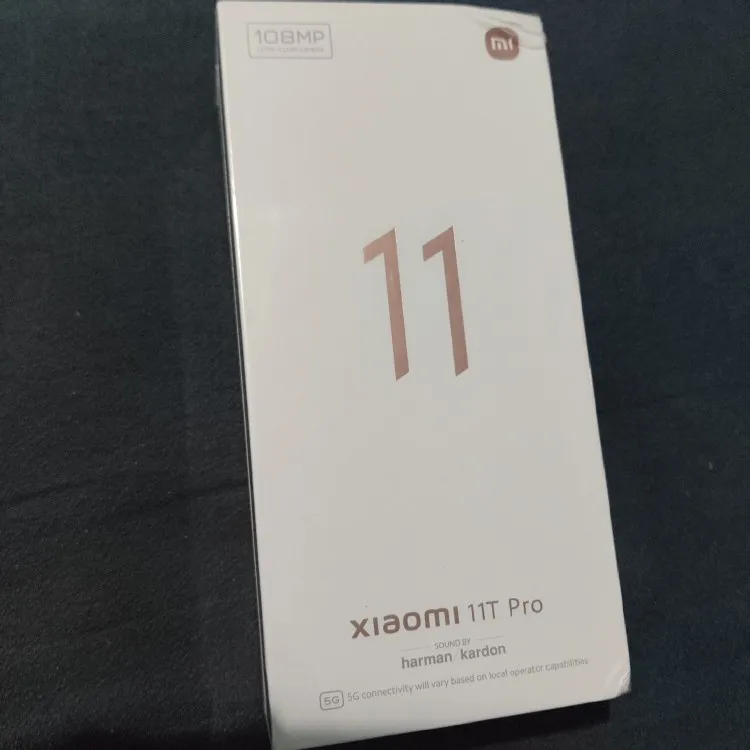 108MP
mi
11
xiaomi 11T Pro
SOUND BY
harman / kardon
5G 5G connectivity will vary based on local operator capabilities